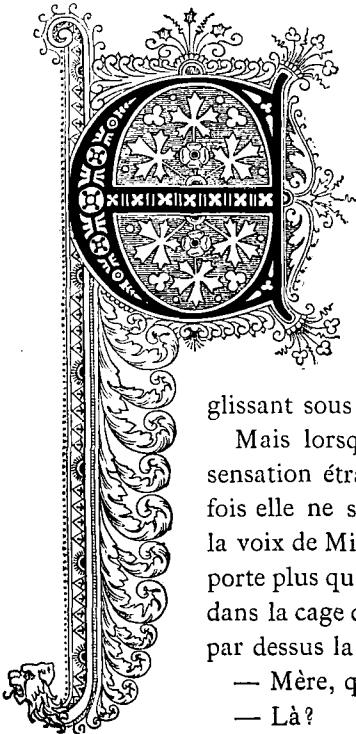 E
glissant sous
Mais lorsq
sensation étra
fois elle ne s
la voix de Mi
porte plus qu
dans la cage d
par dessus la
— Mère, q
— Là?